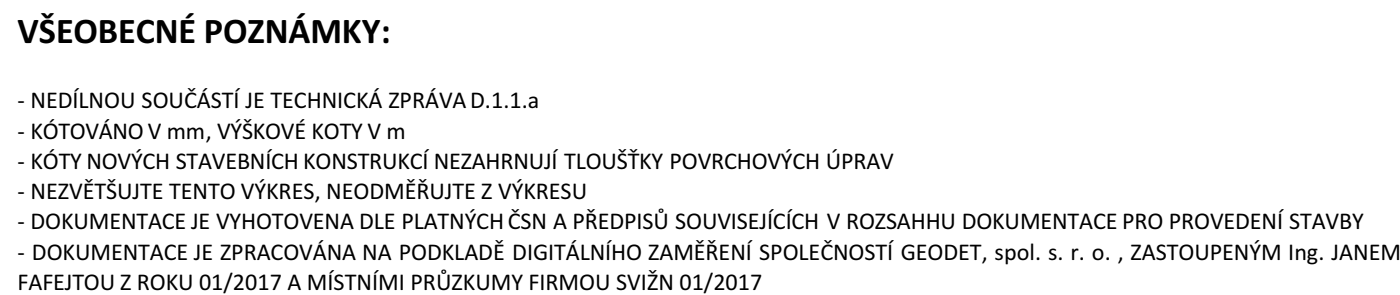 VŠEOBECNÉ POZNÁMKY:
- NEDÍLNOU SOUČÁSTÍ JE TECHNICKÁ ZPRÁVA D.1.1.a
- KÓTOVÁNO V mm, VÝŠKOVÉ KOTY V m
- KÓTY NOVÝCH STAVEBNÍCH KONSTRUKCÍ NEZAHRNUJÍ TLOUŠŤKY POVRCHOVÝCH ÚPRAV
- NEZVĚTŠUJTE TENTO VÝKRES, NEODMĚŘUJTE Z VÝKRESU
- DOKUMENTACE JE VYHOTOVENA DLE PLATNÝCH ČSN A PŘEDPISŮ SOUVISEJÍCÍCH V ROZSAHHU DOKUMENTACE PRO PROVEDENÍ STAVBY
- DOKUMENTACE JE ZPRACOVÁNA NA PODKLADĚ DIGITÁLNÍHO ZAMĚŘENÍ SPOLEČNOSTÍ GEODET, spol. s. r. o. , ZASTOUPENÝM Ing. JANEM
FAFEJTOU Z ROKU 01/2017 A MÍSTNÍMI PRŮZKUMY FIRMOU SVIŽN 01/2017